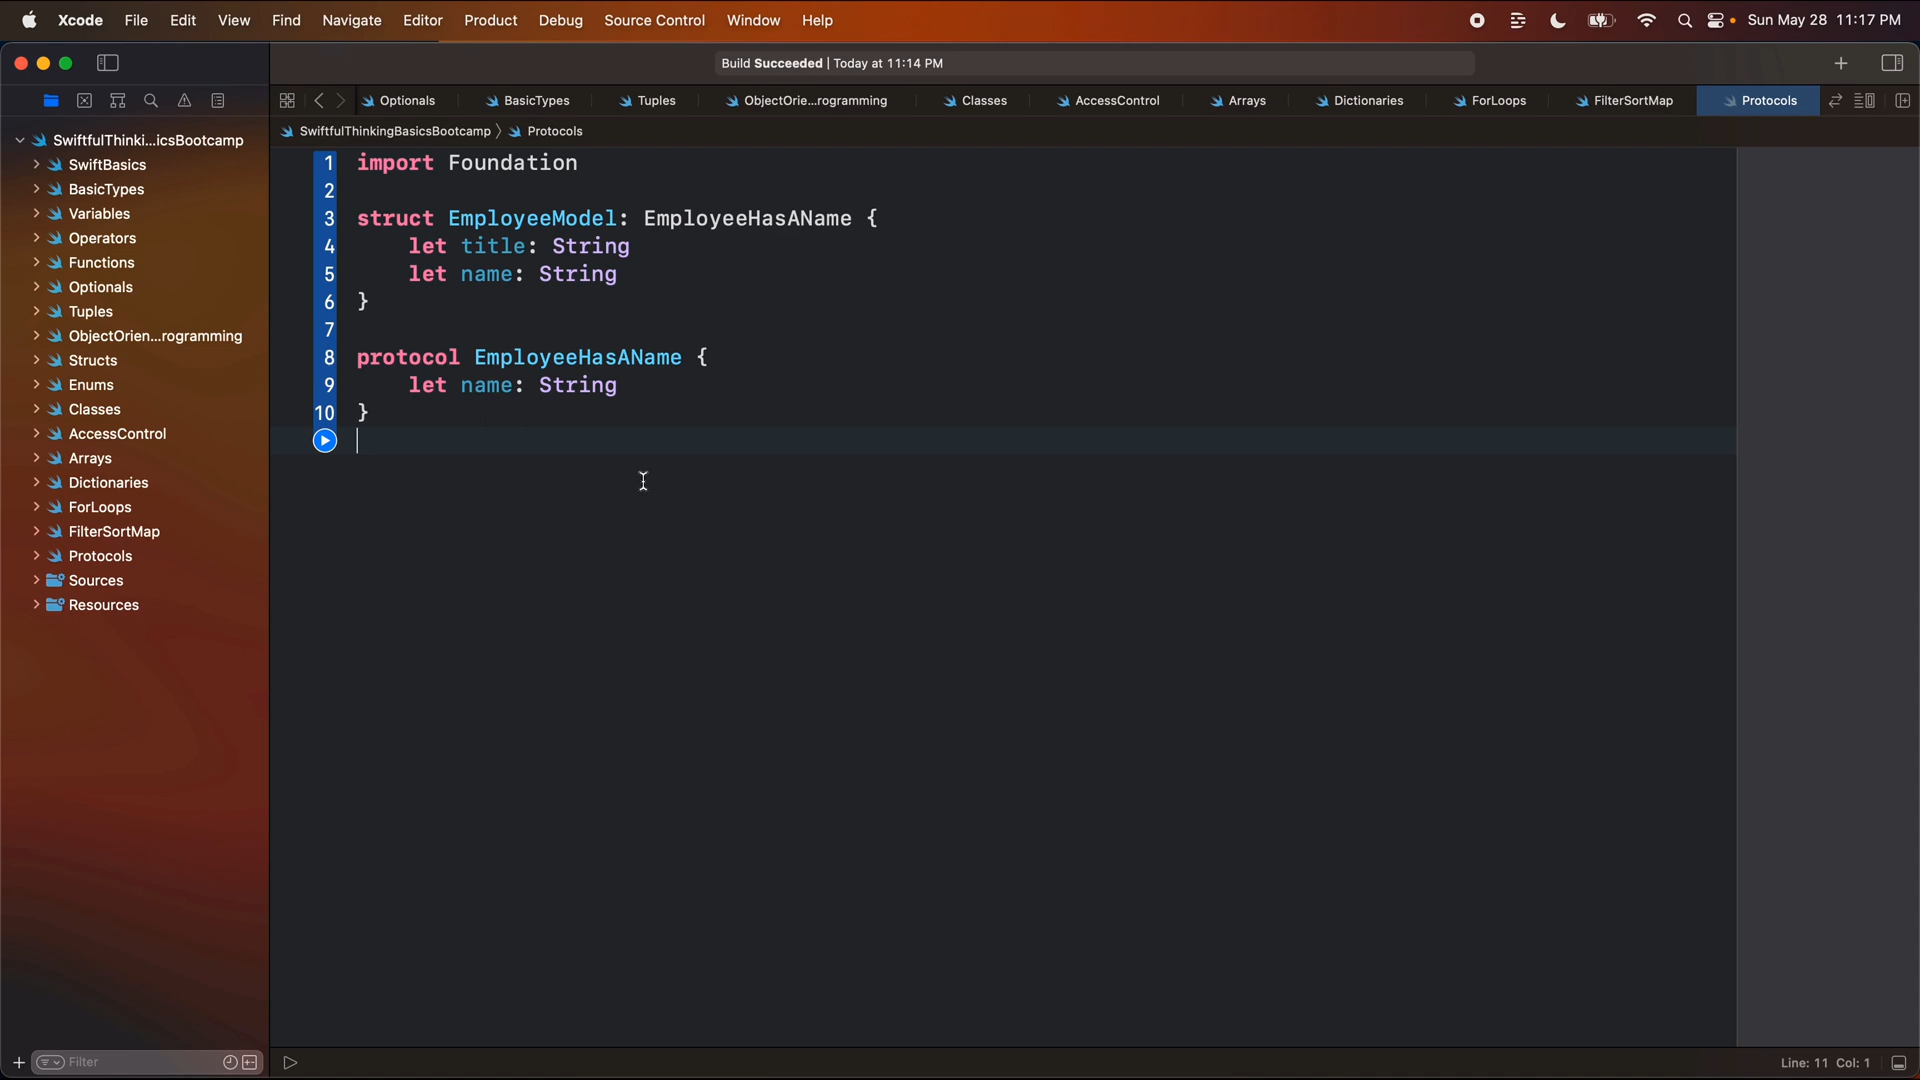 Xcode File Edit View Find Navigate Editor Product Debug Source Control Window Help Sun May 28 11:17 PM
Build Succeeded | Today at 11:14 PM
Optionals BasicTypes Tuples ObjectOrie...rogramming Classes AccessControl Arrays Dictionaries ForLoops FilterSortMap Protocols
SwiftfulThinkingBasicsBootcamp Protocols
SwiftfulThinki...icsBootcamp
SwiftBasics
BasicTypes
Variables
Operators
Functions
Optionals
Tuples
ObjectOrien...rogramming
Structs
Enums
Classes
AccessControl
Arrays
Dictionaries
ForLoops
FilterSortMap
Protocols
Sources
Resources
1 import Foundation
2
3 struct EmployeeModel: EmployeeHasAName {
4 let title: String
5 let name: String
6 }
7
8 protocol EmployeeHasAName {
9 let name: String
10 }
Filter
Line: 11 Col: 1